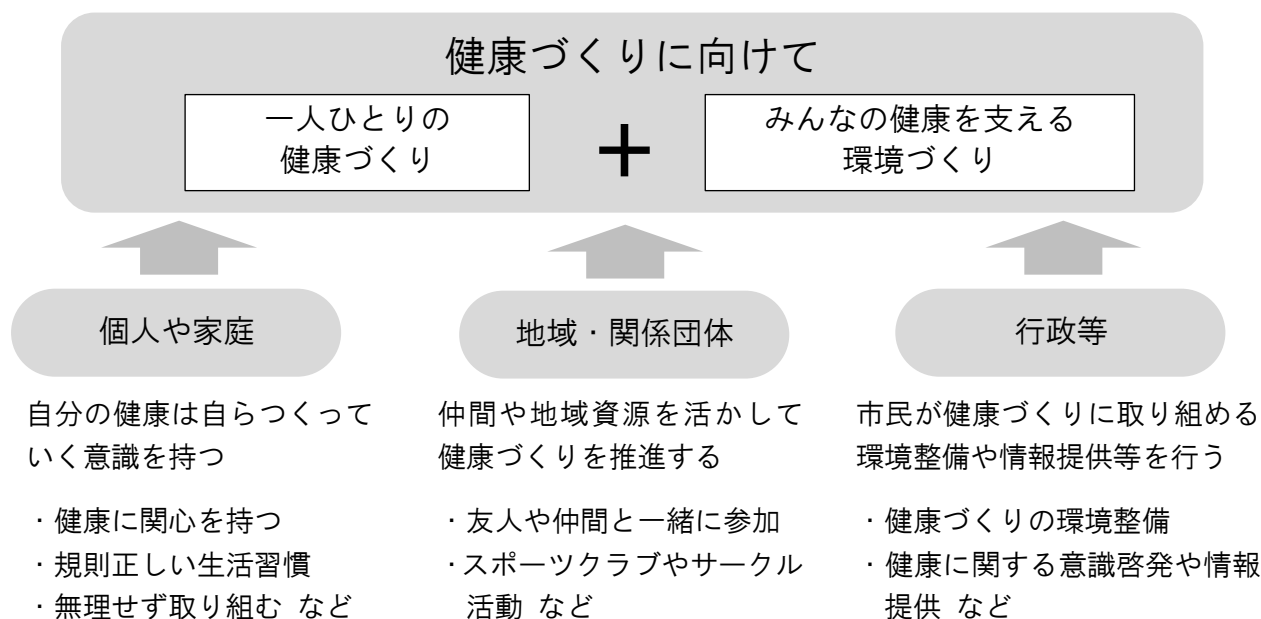 健康づくりに向けて
一人ひとりの
健康づくり
＋
みんなの健康を支える
環境づくり
個人や家庭
自分の健康は自らつくって
いく意識を持つ
・健康に関心を持つ
・規則正しい生活習慣
・無理せず取り組む など
地域・関係団体
仲間や地域資源を活かして
健康づくりを推進する
・友人や仲間と一緒に参加
・スポーツクラブやサークル
活動 など
行政等
市民が健康づくりに取り組める
環境整備や情報提供等を行う
・健康づくりの環境整備
・健康に関する意識啓発や情報
提供 など